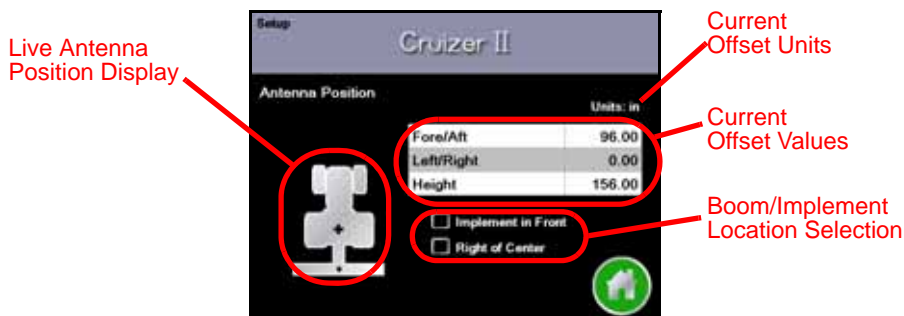 Live Antenna
Position Display
Setup
Cruizer II
Antenna Position
Units: in
Fore/Aft 96.00
Left/Right 0.00
Height 156.00
Implement in Front
Right of Center
Current
Offset Units
Current
Offset Values
Boom/Implement
Location Selection